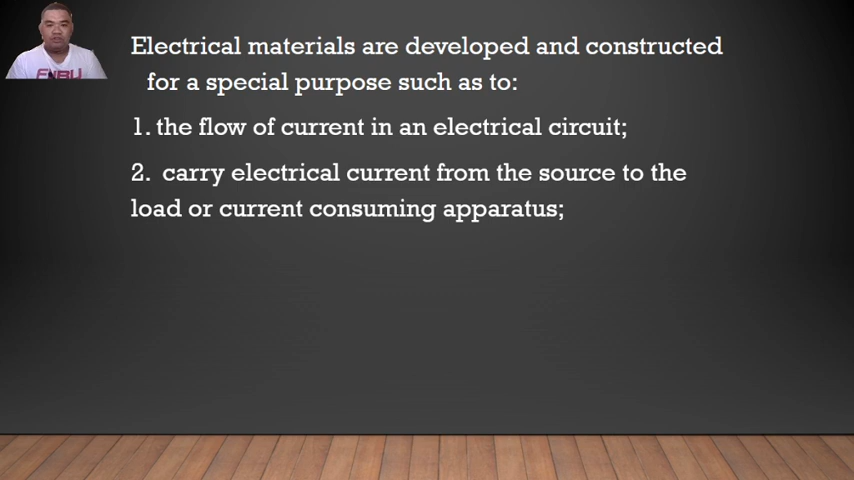 Electrical materials are developed and constructed
for a special purpose such as to:
1. the flow of current in an electrical circuit;
2. carry electrical current from the source to the
load or current consuming apparatus;
FUBU